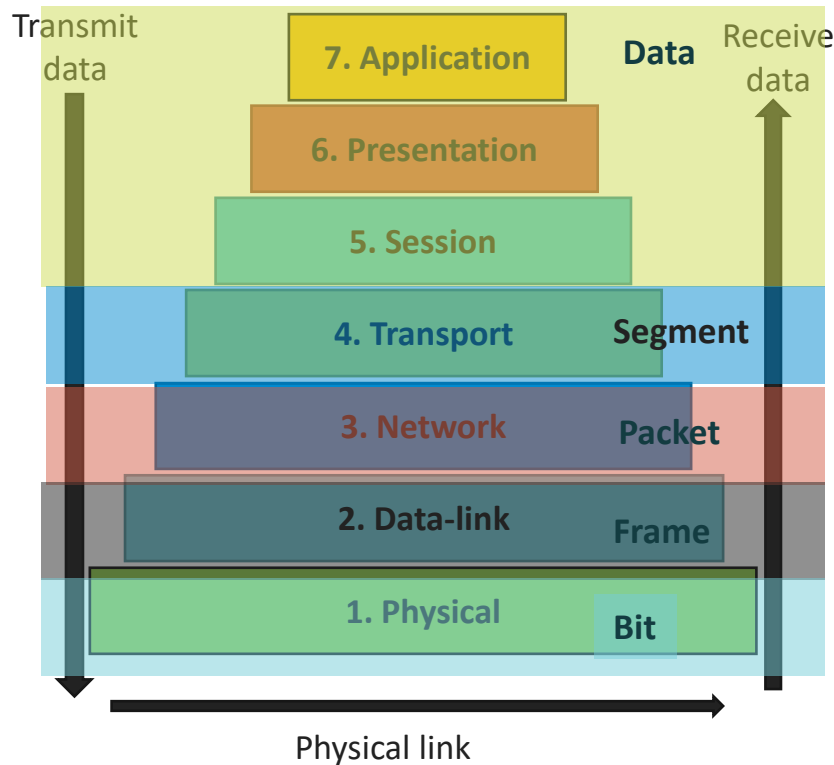 Transmit
data
7. Application
Data
Receive
data
6. Presentation
5. Session
4. Transport
Segment
3. Network
Packet
2. Data-link
Frame
1. Physical
Bit
Physical link